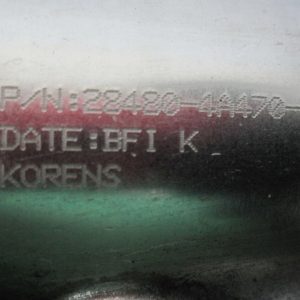 P/N:28480-4A470-
DATE:BFI K
KORENS